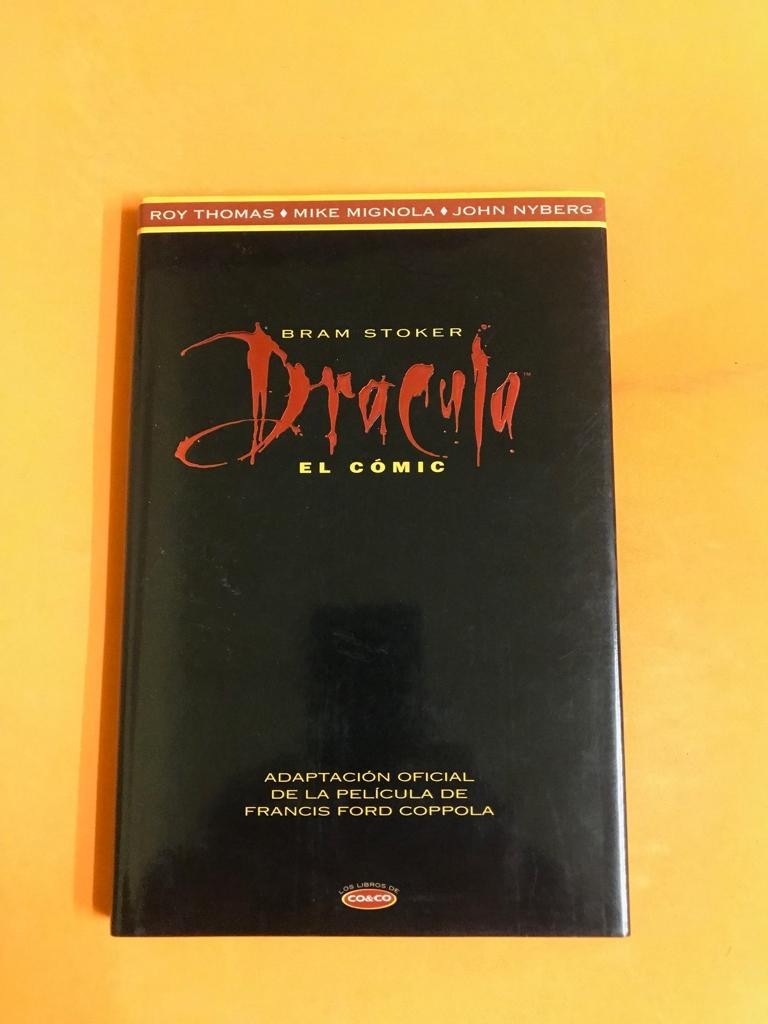 ROY THOMAS ♦ MIKE MIGNOLA ♦ JOHN NYBERG
BRAM STOKER
Dracula™
EL CÓMIC
ADAPTACIÓN OFICIAL
DE LA PELÍCULA DE
FRANCIS FORD COPPOLA
LOS LIBROS DE
CO&CO